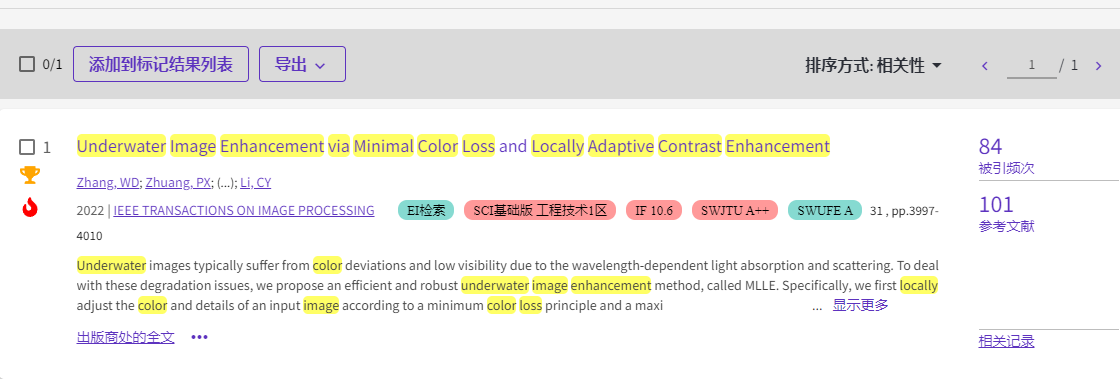 0/1 添加到标记结果列表 导出 排序方式: 相关性 1 / 1
1 Underwater Image Enhancement via Minimal Color Loss and Locally Adaptive Contrast Enhancement
84
被引频次
Zhang, WD; Zhuang, PX; (...); Li, CY
2022 | IEEE TRANSACTIONS ON IMAGE PROCESSING EI检索 SCI基础版 工程技术1区 IF 10.6 SWJTU A++ SWUFE A 31 , pp.3997-
4010
101
参考文献
Underwater images typically suffer from color deviations and low visibility due to the wavelength-dependent light absorption and scattering. To deal
with these degradation issues, we propose an efficient and robust underwater image enhancement method, called MLLE. Specifically, we first locally
adjust the color and details of an input image according to a minimum color loss principle and a maxi ... 显示更多
出版商处的全文 •••
相关记录